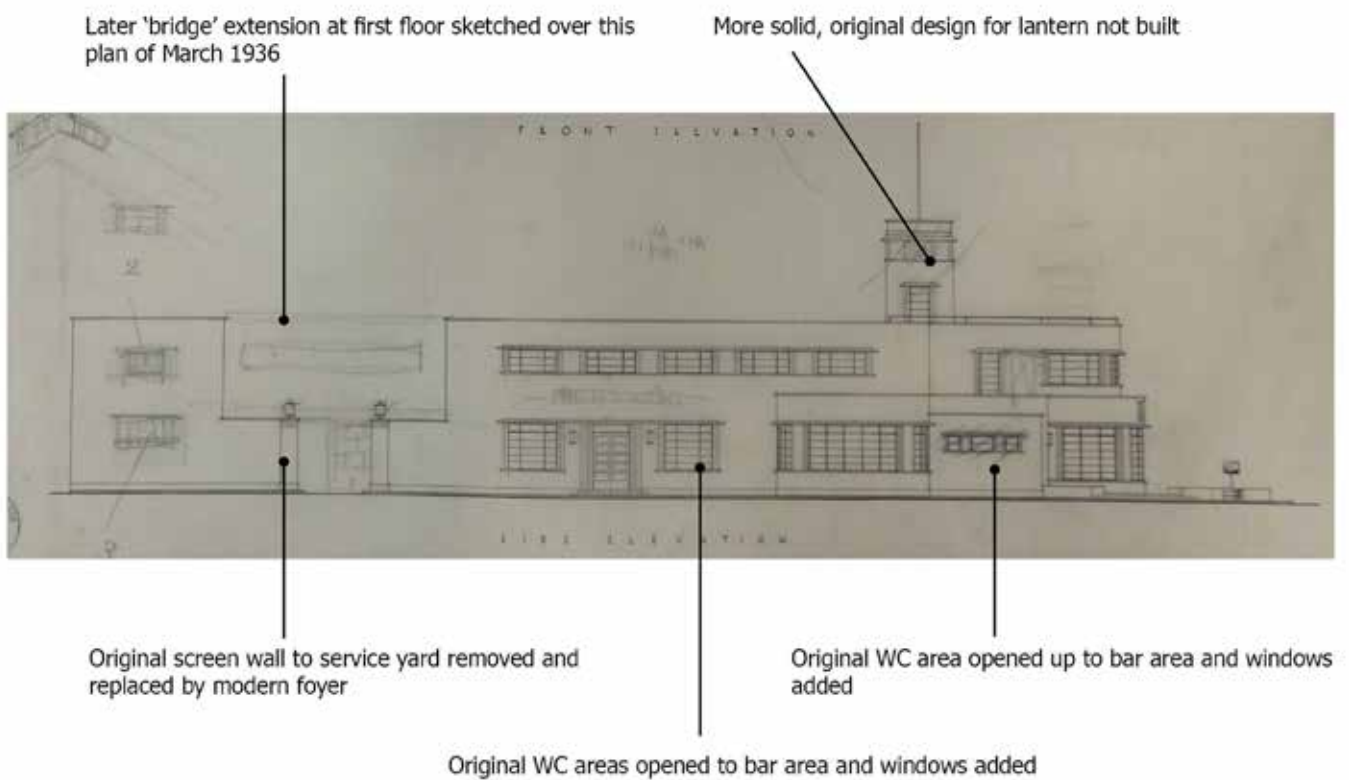 Later ‘bridge’ extension at first floor sketched over this
plan of March 1936
More solid, original design for lantern not built
FRONT ELEVATION
SIDE ELEVATION
Original screen wall to service yard removed and
replaced by modern foyer
Original WC area opened up to bar area and windows
added
Original WC areas opened to bar area and windows added